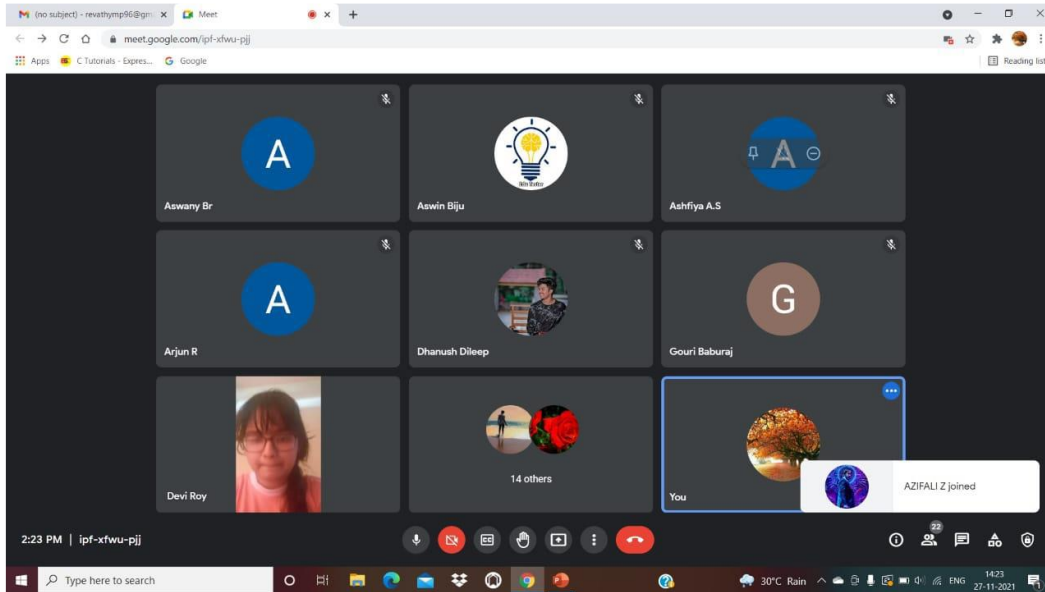 (no subject) - revathymp96@gm
Meet
meet.google.com/ipf-xfwu-pjj
Apps
C Tutorials - Expres...
Google
Reading list
A
Aswany Br
Aswin Biju
A
Ashfiya A.S
A
Arjun R
Dhanush Dileep
G
Gouri Baburaj
Devi Roy
14 others
You
AZIFALI Z joined
2:23 PM | ipf-xfwu-pjj
CC
22
Type here to search
30°C Rain
ENG
14:23
27-11-2021